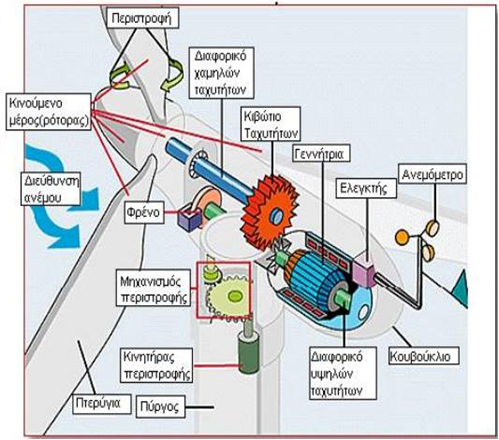 Περιστροφή
Διαφορικό
χαμηλών
ταχυτήτων
Κινούμενο
μέρος(ρότορας)
Κιβώτιο
Ταχυτήτων
Γεννήτρια
Ανεμόμετρο
Ελεγκτής
Διεύθυνση
ανέμου
Φρένο
Μηχανισμός
περιστροφής
Κινητήρας
περιστροφής
Διαφορικό
υψηλών
ταχυτήτων
Κουβούκλιο
Πτερύγια
Πύργος